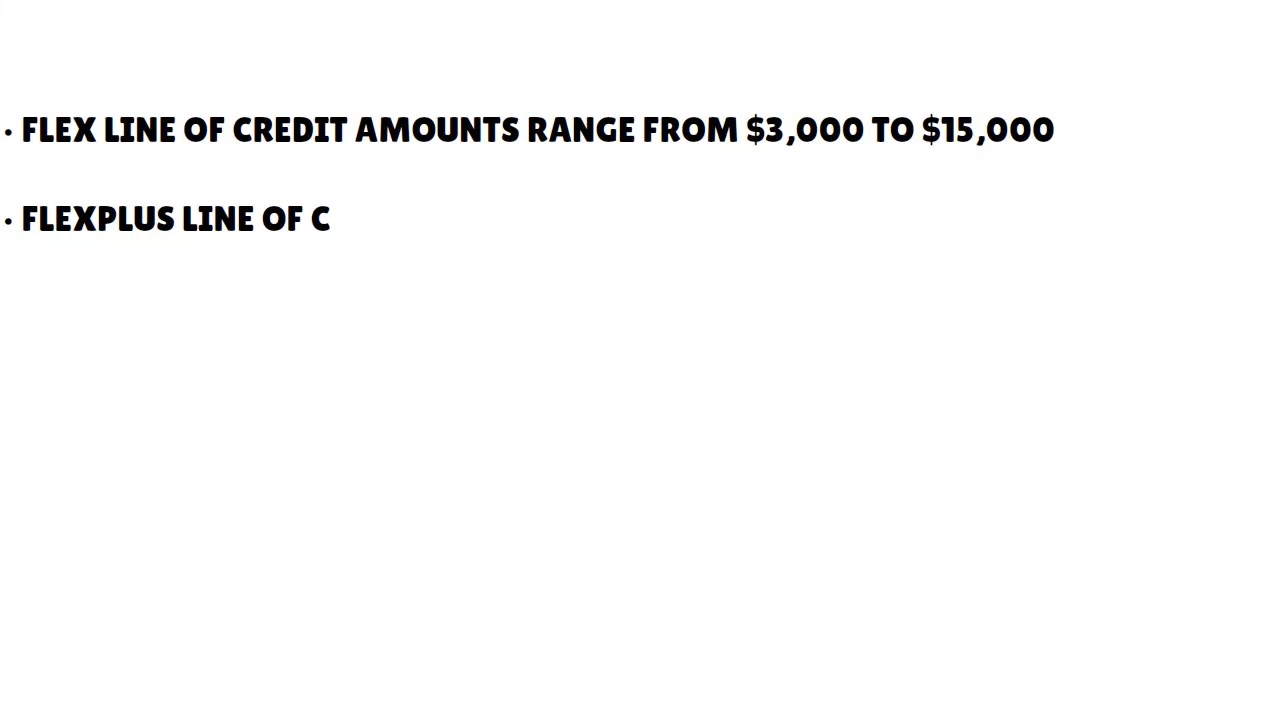 · FLEX LINE OF CREDIT AMOUNTS RANGE FROM $3,000 TO $15,000
· FLEXPLUS LINE OF C